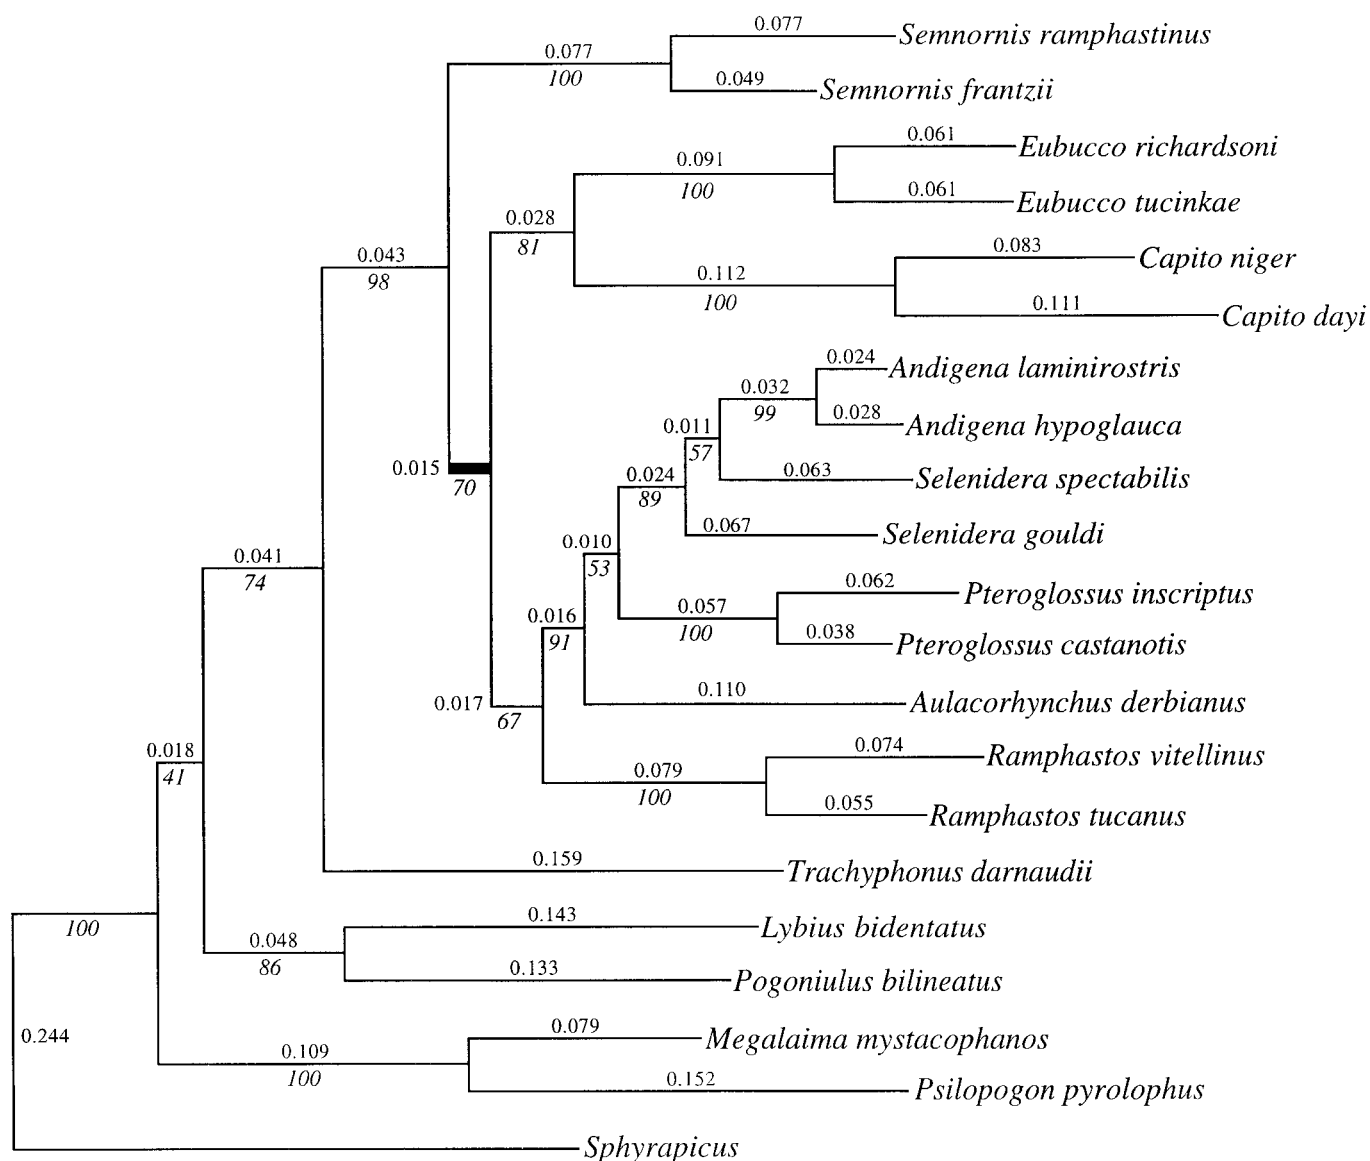 0.077
Semnornis ramphastinus
0.077
100
0.049
Semnornis frantzii
0.061
Eubucco richardsoni
0.091
100
0.061
Eubucco tucinkae
0.028
81
0.083
Capito niger
0.043
98
0.112
100
0.111
Capito dayi
0.024
Andigena laminirostris
0.032
99
0.028
Andigena hypoglauca
0.011
57
0.015
70
0.063
Selenidera spectabilis
0.024
89
0.067
Selenidera gouldi
0.041
74
0.010
53
0.062
Pteroglossus inscriptus
0.057
100
0.016
91
0.038
Pteroglossus castanotis
0.017
67
0.110
Aulacorhynchus derbianus
0.018
41
0.074
Ramphastos vitellinus
0.079
100
0.055
Ramphastos tucanus
0.159
Trachyphonus darnaudii
100
0.143
Lybius bidentatus
0.048
86
0.133
Pogoniulus bilineatus
0.244
0.079
Megalaima mystacophanos
0.109
100
0.152
Psilopogon pyrolophus
Sphyrapicus